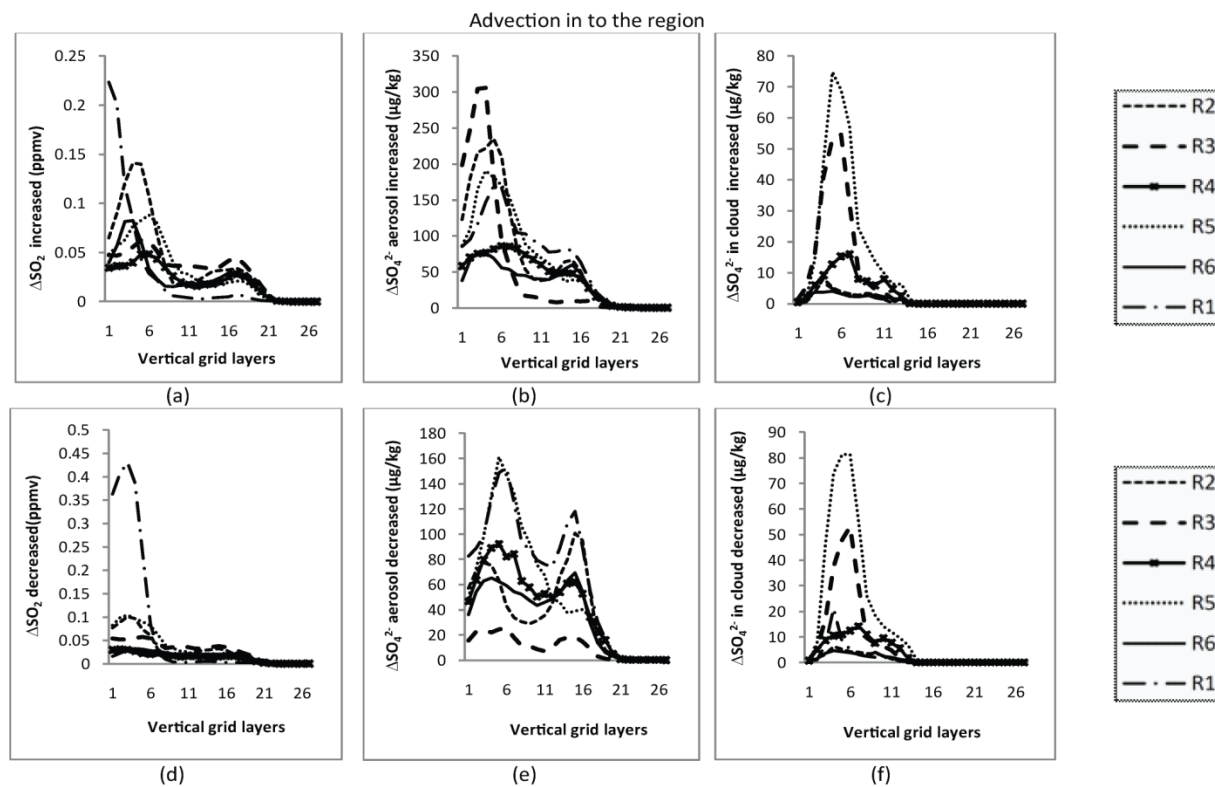 Advection in to the region
ΔSO₂ increased (ppmv)
0.25
0.2
0.15
0.1
0.05
0
1 6 11 16 21 26
Vertical grid layers
(a)
ΔSO₄²⁻ aerosol increased (µg/kg)
350
300
250
200
150
100
50
0
1 6 11 16 21 26
Vertical grid layers
(b)
ΔSO₄²⁻ in cloud increased (µg/kg)
80
70
60
50
40
30
20
10
0
1 6 11 16 21 26
Vertical grid layers
(c)
R2
R3
R4
R5
R6
R1
ΔSO₂ decreased(ppmv)
0.5
0.45
0.4
0.35
0.3
0.25
0.2
0.15
0.1
0.05
0
1 6 11 16 21 26
Vertical grid layers
(d)
ΔSO₄²⁻ aerosol decreased (µg/kg)
180
160
140
120
100
80
60
40
20
0
1 6 11 16 21 26
Vertical grid layers
(e)
ΔSO₄²⁻ in cloud decreased (µg/kg)
90
80
70
60
50
40
30
20
10
0
1 6 11 16 21 26
Vertical grid layers
(f)
R2
R3
R4
R5
R6
R1